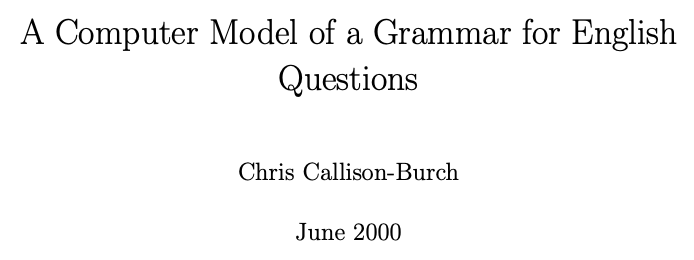 A Computer Model of a Grammar for English
Questions
Chris Callison-Burch
June 2000